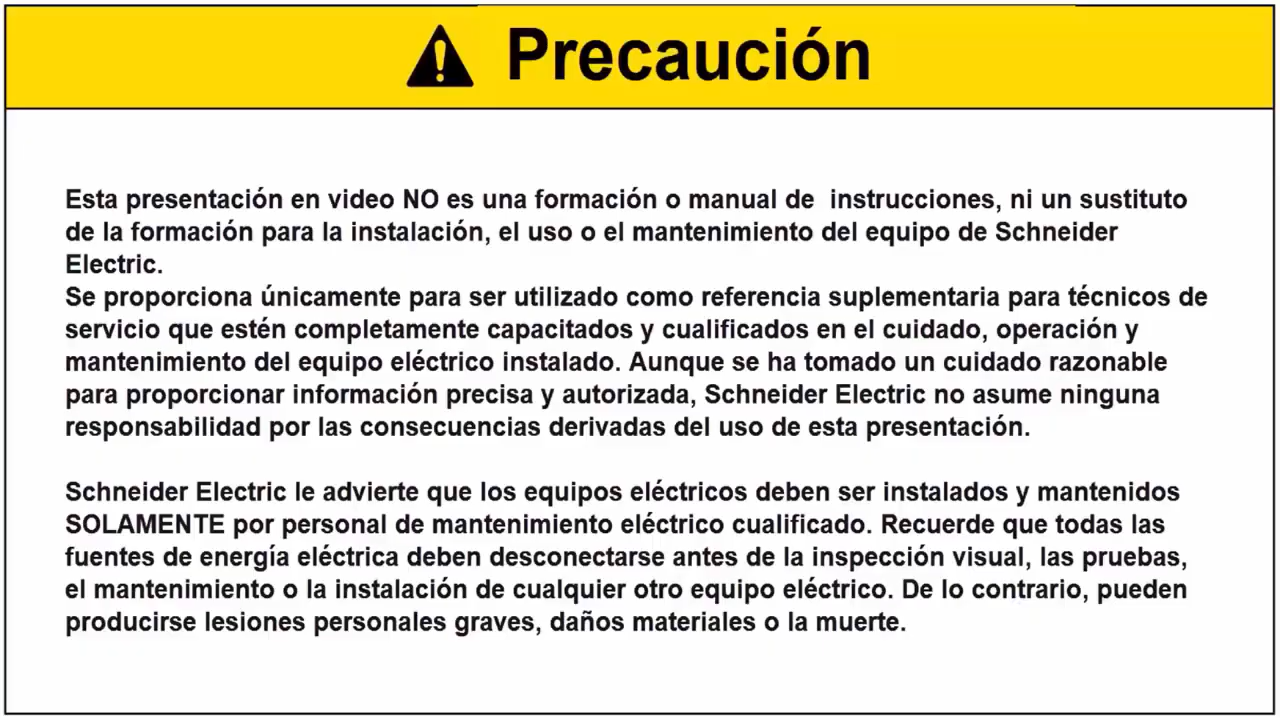 Precaución
Esta presentación en video NO es una formación o manual de  instrucciones, ni un sustituto
de la formación para la instalación, el uso o el mantenimiento del equipo de Schneider
Electric.
Se proporciona únicamente para ser utilizado como referencia suplementaria para técnicos de
servicio que estén completamente capacitados y cualificados en el cuidado, operación y
mantenimiento del equipo eléctrico instalado. Aunque se ha tomado un cuidado razonable
para proporcionar información precisa y autorizada, Schneider Electric no asume ninguna
responsabilidad por las consecuencias derivadas del uso de esta presentación.
Schneider Electric le advierte que los equipos eléctricos deben ser instalados y mantenidos
SOLAMENTE por personal de mantenimiento eléctrico cualificado. Recuerde que todas las
fuentes de energía eléctrica deben desconectarse antes de la inspección visual, las pruebas,
el mantenimiento o la instalación de cualquier otro equipo eléctrico. De lo contrario, pueden
producirse lesiones personales graves, daños materiales o la muerte.